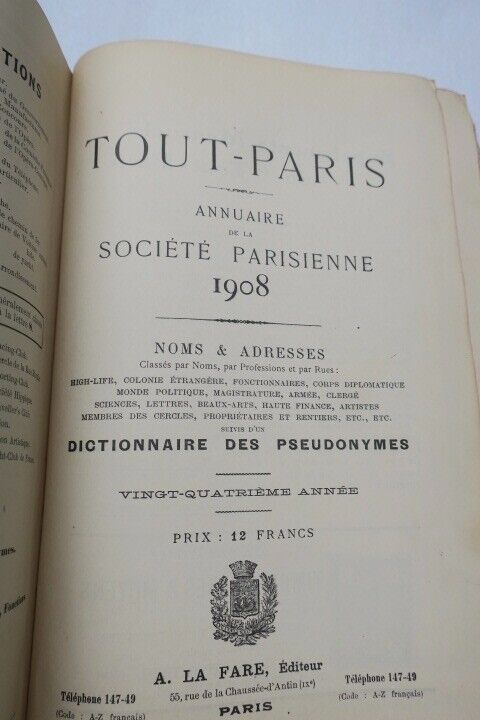 TIONS
TOUT-PARIS
ANNUAIRE
DE LA
SOCIÉTÉ PARISIENNE
1908
NOMS & ADRESSES
Classés par Noms, par Professions et par Rues :
HIGH-LIFE, COLONIE ÉTRANGÈRE, FONCTIONNAIRES, CORPS DIPLOMATIQUE
MONDE POLITIQUE, MAGISTRATURE, ARMÉE, CLERGÉ
SCIENCES, LETTRES, BEAUX-ARTS, HAUTE FINANCE, ARTISTES
MEMBRES DES CERCLES, PROPRIÉTAIRES ET RENTIERS, ETC., ETC.
SUIVIS D'UN
DICTIONNAIRE DES PSEUDONYMES
VINGT-QUATRIÈME ANNÉE
PRIX : 12 FRANCS
A. LA FARE, Éditeur
55, rue de la Chaussée-d'Antin (IXe)
PARIS
Téléphone 147-49
(Code : A-Z français)
Téléphone 147-49
(Code : A-Z français)